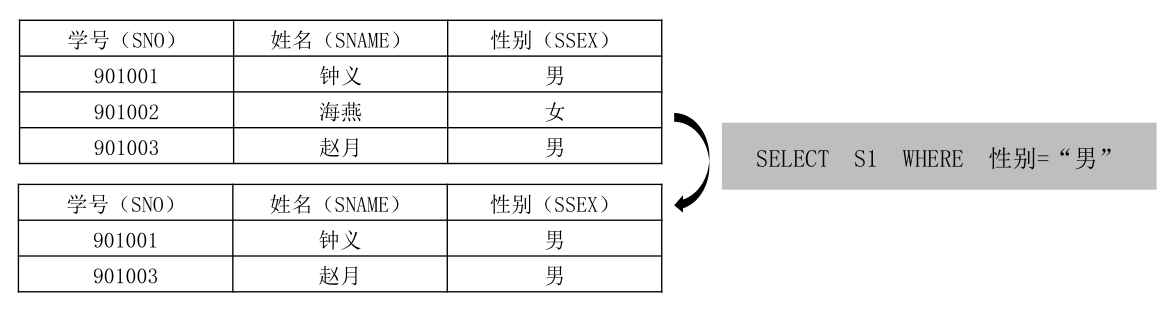 学号（SNO） 姓名（SNAME） 性别（SSEX）
901001 钟义 男
901002 海燕 女
901003 赵月 男
SELECT S1 WHERE 性别=“男”
学号（SNO） 姓名（SNAME） 性别（SSEX）
901001 钟义 男
901003 赵月 男